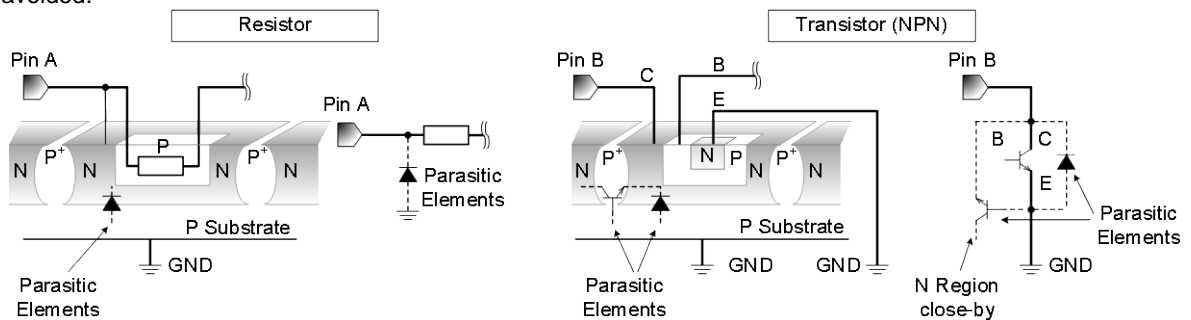 avoided.
Resistor
Transistor (NPN)
Pin A
Pin A
N
P+
N
P
N
P+
N
Parasitic
Elements
P Substrate
GND
Parasitic
Elements
Pin B
C
B
E
Pin B
N
P+
N
N
P
N
P+
N
B
C
E
P Substrate
GND
GND
Parasitic
Elements
Parasitic
Elements
N Region
close-by
GND